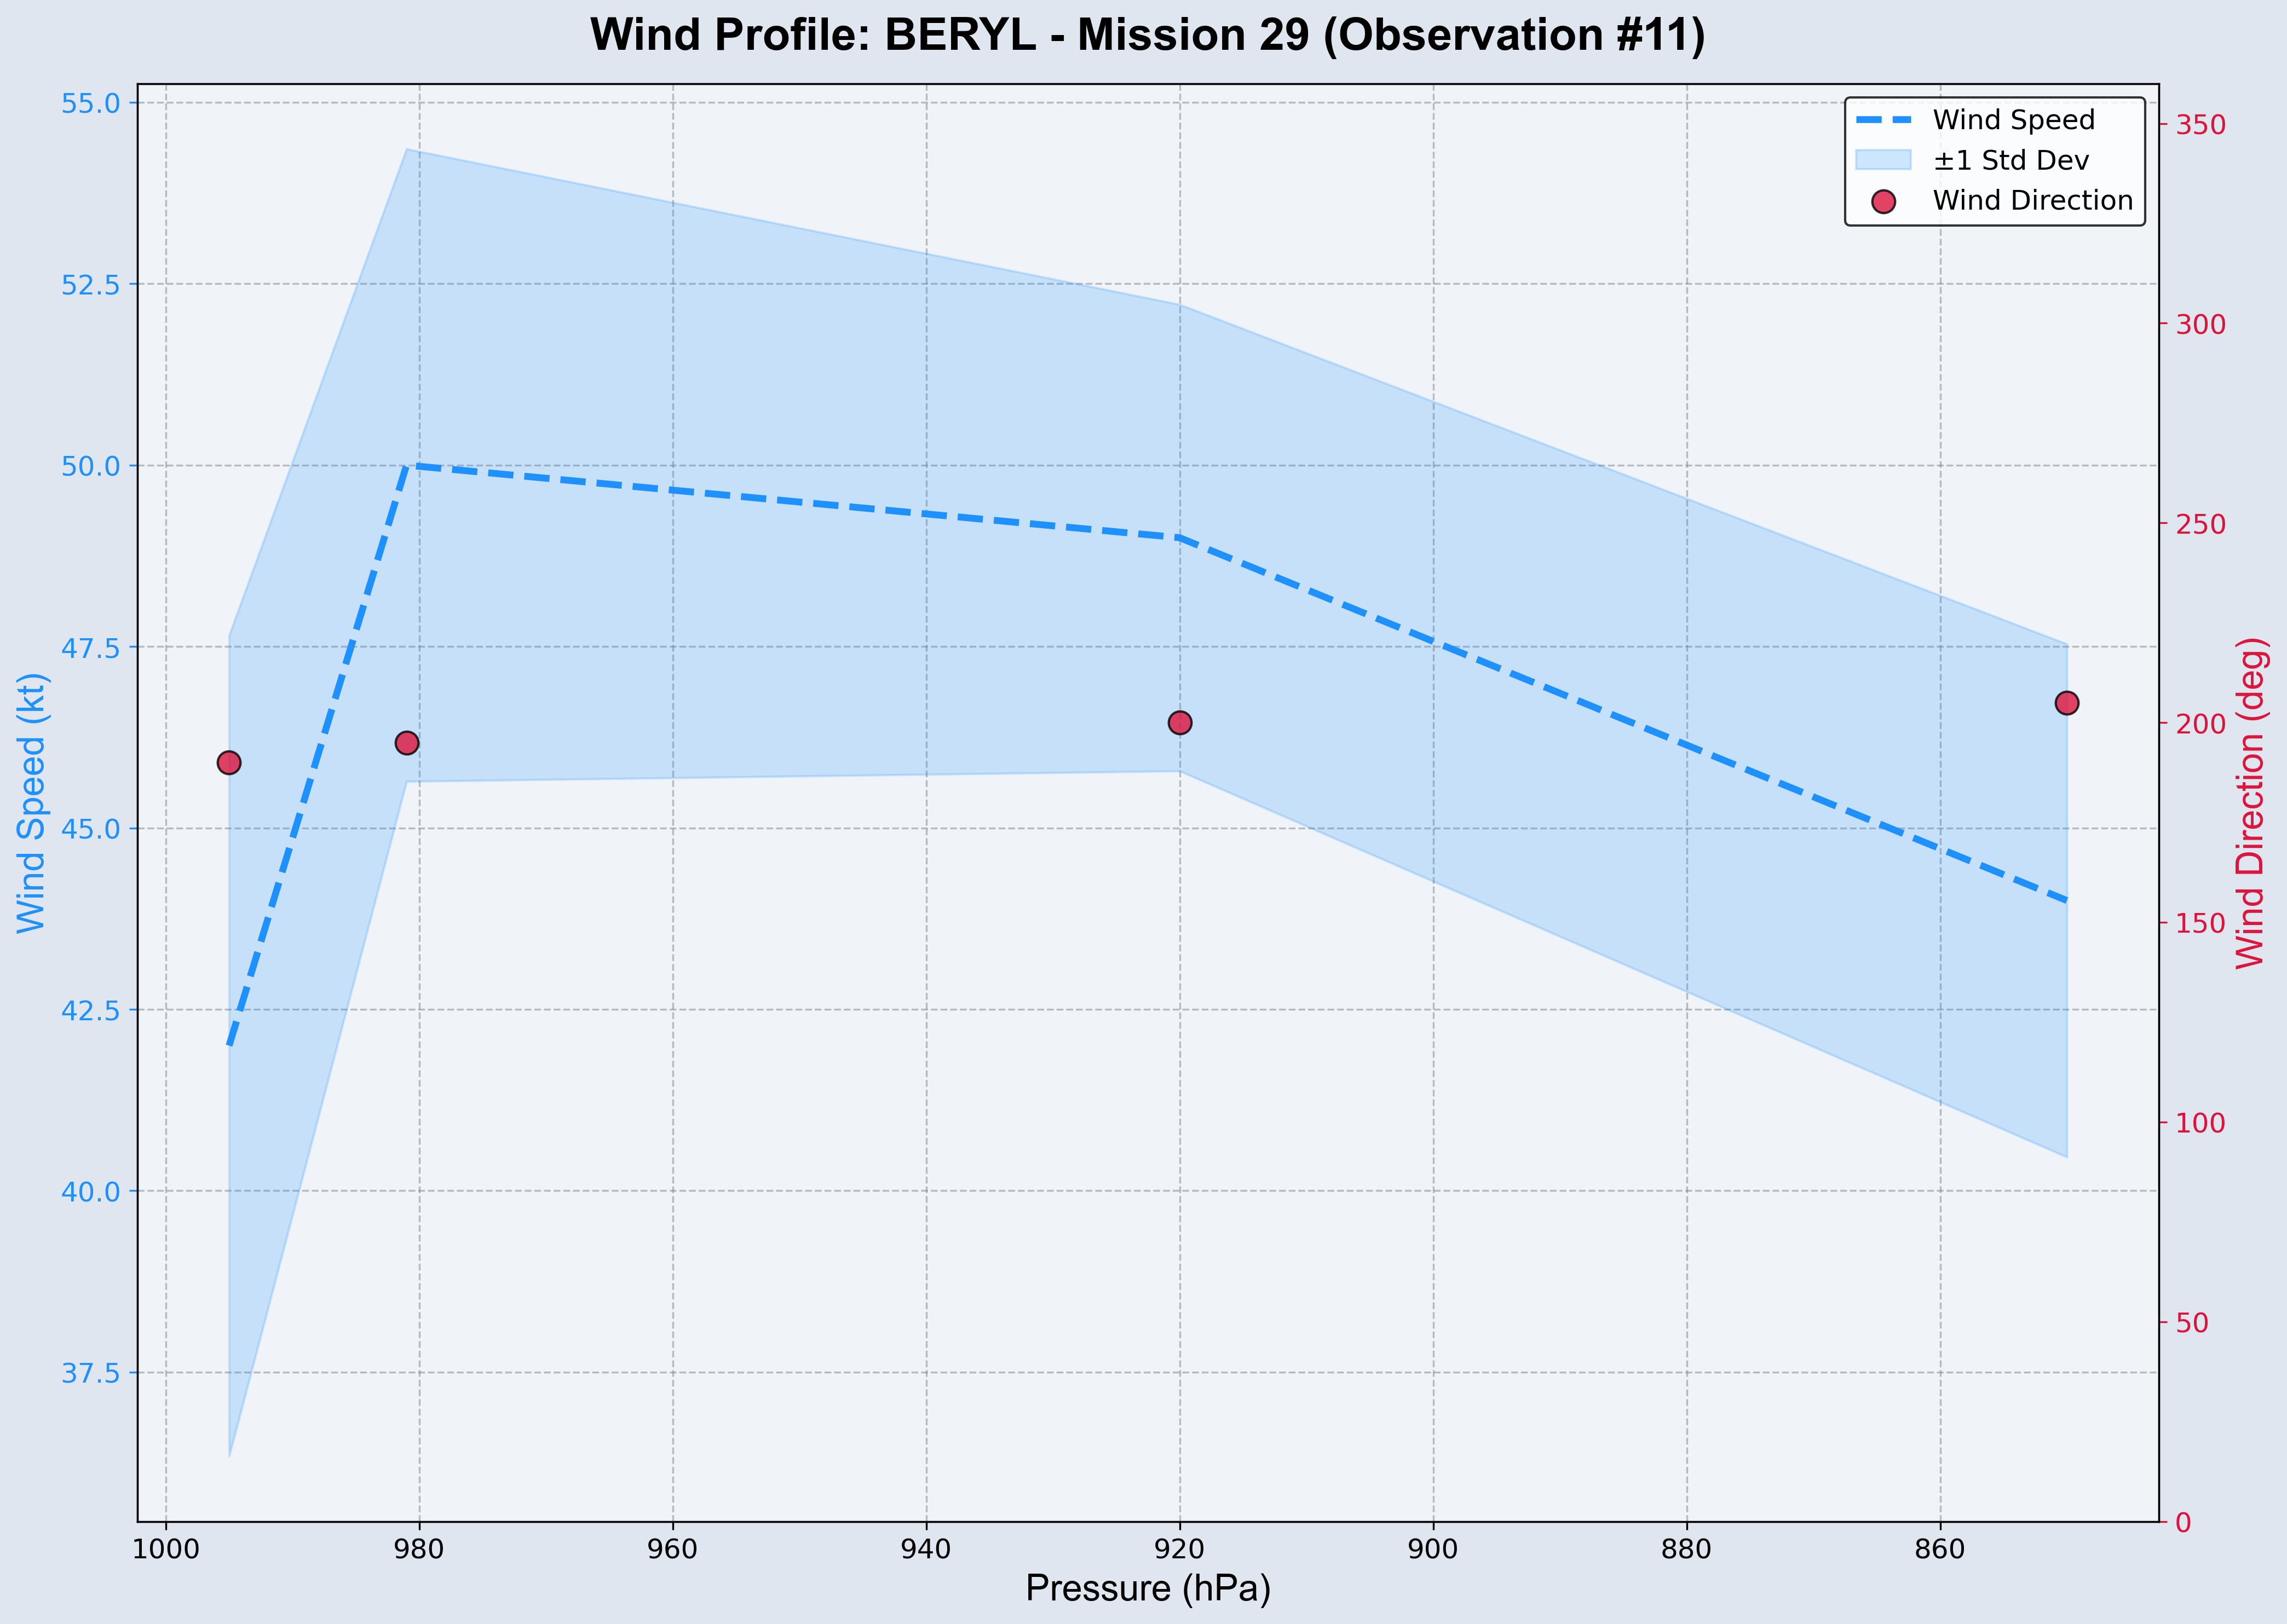 Wind Profile: BERYL - Mission 29 (Observation #11)
55.0
52.5
50.0
47.5
45.0
42.5
40.0
37.5
Wind Speed (kt)
Wind Speed
±1 Std Dev
Wind Direction
350
300
250
200
150
100
50
0
Wind Direction (deg)
1000 980 960 940 920 900 880 860
Pressure (hPa)